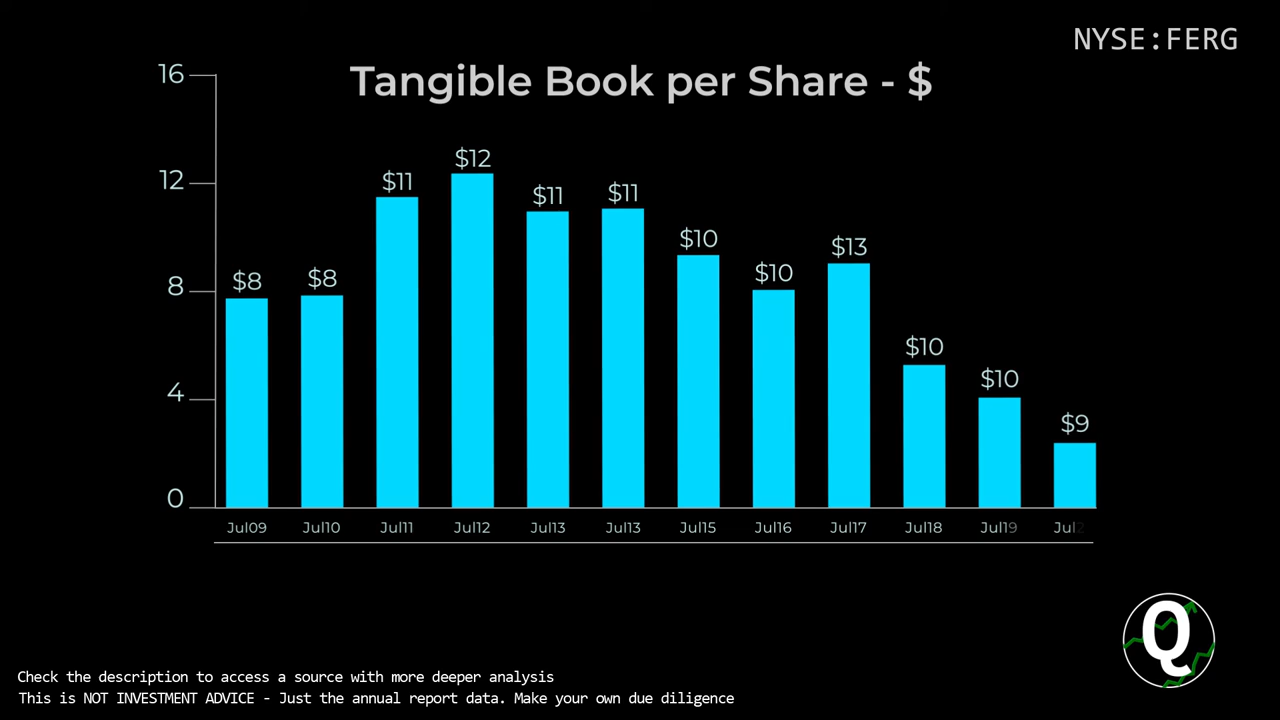 NYSE:FERG
Tangible Book per Share - $
16
12
8
4
0
$8
$8
$11
$12
$11
$11
$10
$10
$13
$10
$10
$9
Jul09 Jul10 Jul11 Jul12 Jul13 Jul13 Jul15 Jul16 Jul17 Jul18 Jul19
Q
Check the description to access a source with more deeper analysis
This is NOT INVESTMENT ADVICE - Just the annual report data. Make your own due diligence